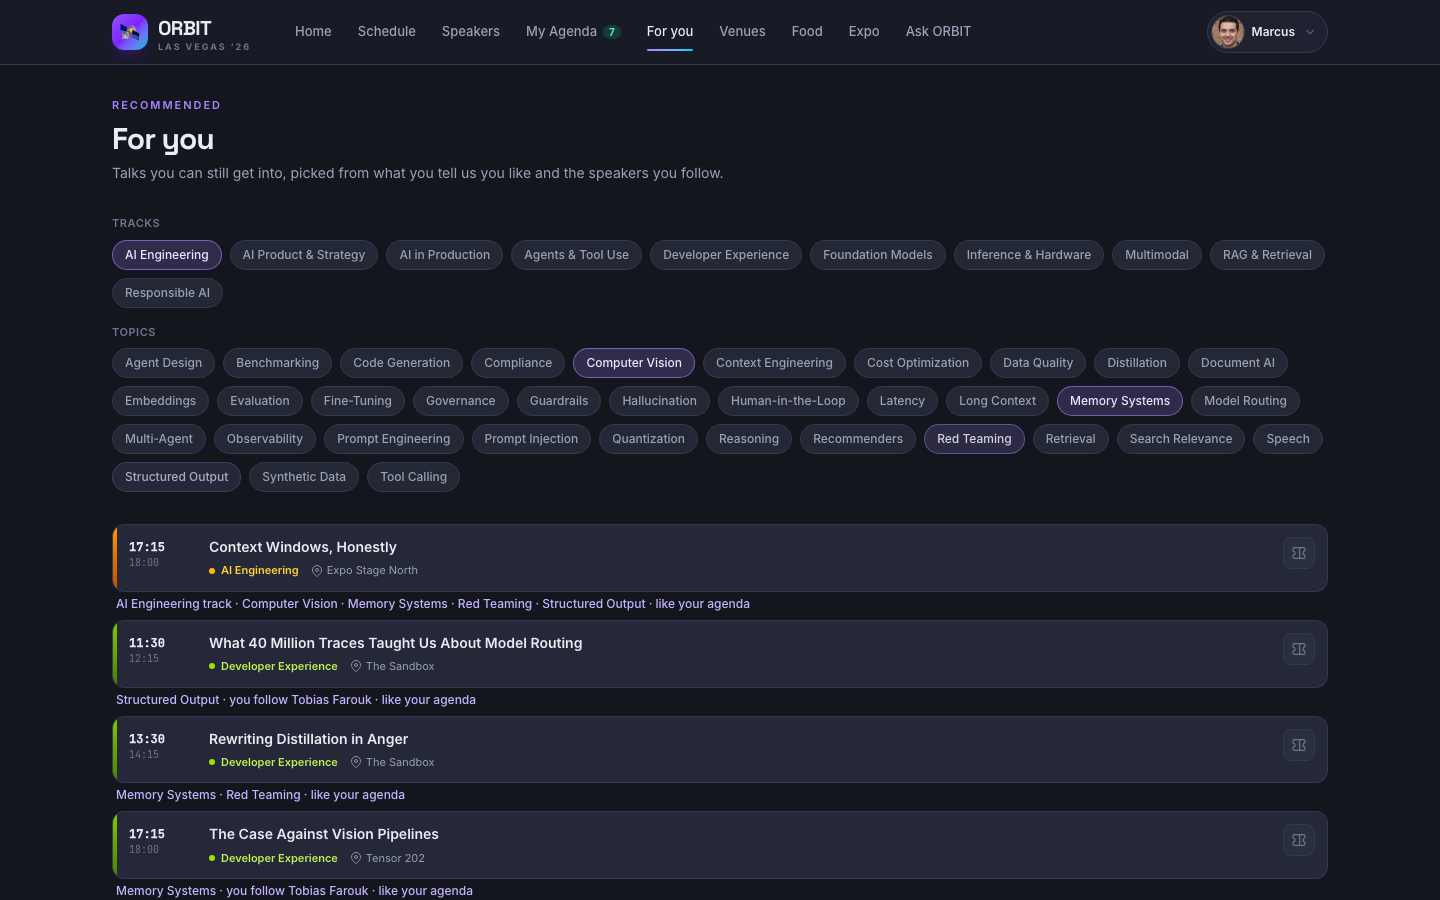 ORBIT
LAS VEGAS '26
Home Schedule Speakers My Agenda 7 For you Venues Food Expo Ask ORBIT
Marcus
RECOMMENDED
For you
Talks you can still get into, picked from what you tell us you like and the speakers you follow.
TRACKS
AI Engineering AI Product & Strategy AI in Production Agents & Tool Use Developer Experience Foundation Models Inference & Hardware Multimodal RAG & Retrieval
Responsible AI
TOPICS
Agent Design Benchmarking Code Generation Compliance Computer Vision Context Engineering Cost Optimization Data Quality Distillation Document AI
Embeddings Evaluation Fine-Tuning Governance Guardrails Hallucination Human-in-the-Loop Latency Long Context Memory Systems Model Routing
Multi-Agent Observability Prompt Engineering Prompt Injection Quantization Reasoning Recommenders Red Teaming Retrieval Search Relevance Speech
Structured Output Synthetic Data Tool Calling
17:15 Context Windows, Honestly
18:00 AI Engineering Expo Stage North
AI Engineering track · Computer Vision · Memory Systems · Red Teaming · Structured Output · like your agenda
11:30 What 40 Million Traces Taught Us About Model Routing
12:15 Developer Experience The Sandbox
Structured Output · you follow Tobias Farouk · like your agenda
13:30 Rewriting Distillation in Anger
14:15 Developer Experience The Sandbox
Memory Systems · Red Teaming · like your agenda
17:15 The Case Against Vision Pipelines
18:00 Developer Experience Tensor 202
Memory Systems · you follow Tobias Farouk · like your agenda